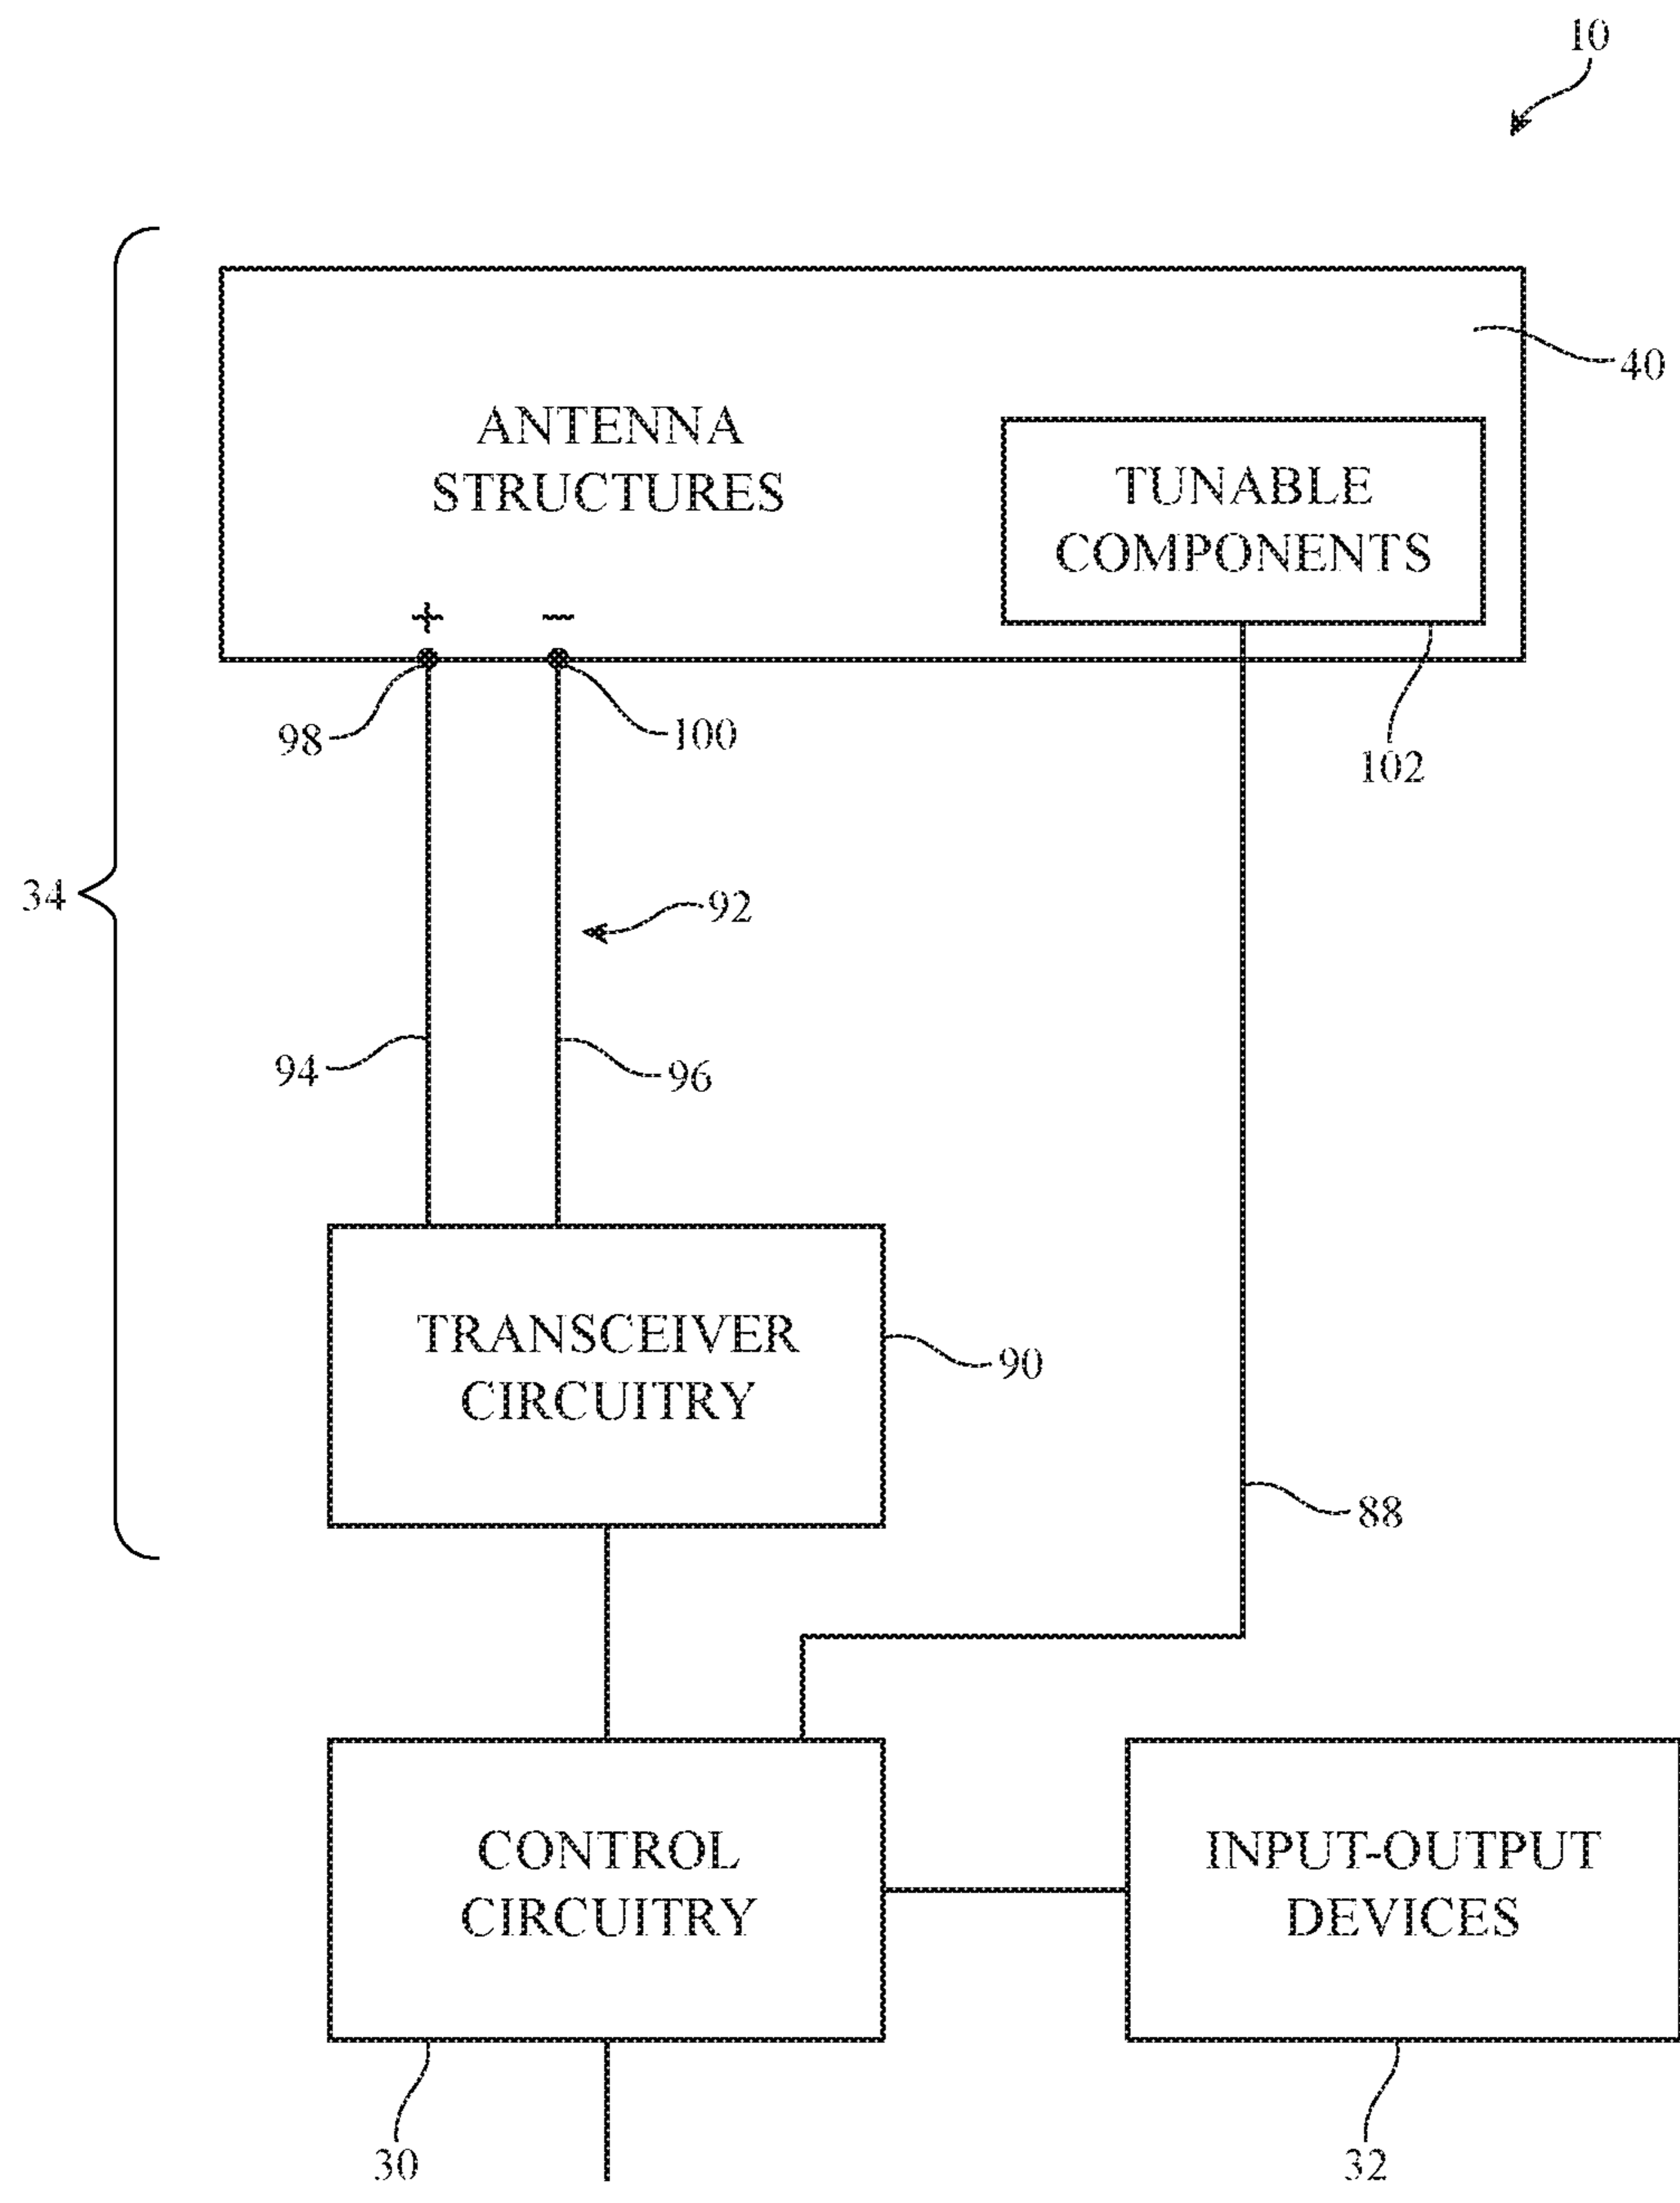 10
40
ANTENNA
STRUCTURES
TUNABLE
COMPONENTS
+
−
98
100
102
34
92
94
96
TRANSCEIVER
CIRCUITRY
90
88
CONTROL
CIRCUITRY
INPUT-OUTPUT
DEVICES
30
32